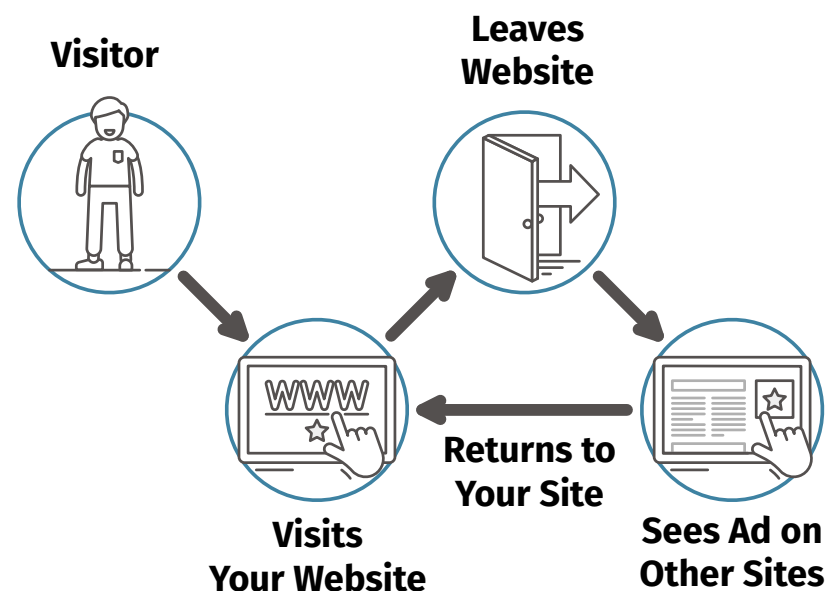 Visitor
Leaves
Website
WWW
Returns to
Your Site
Visits
Your Website
Sees Ad on
Other Sites